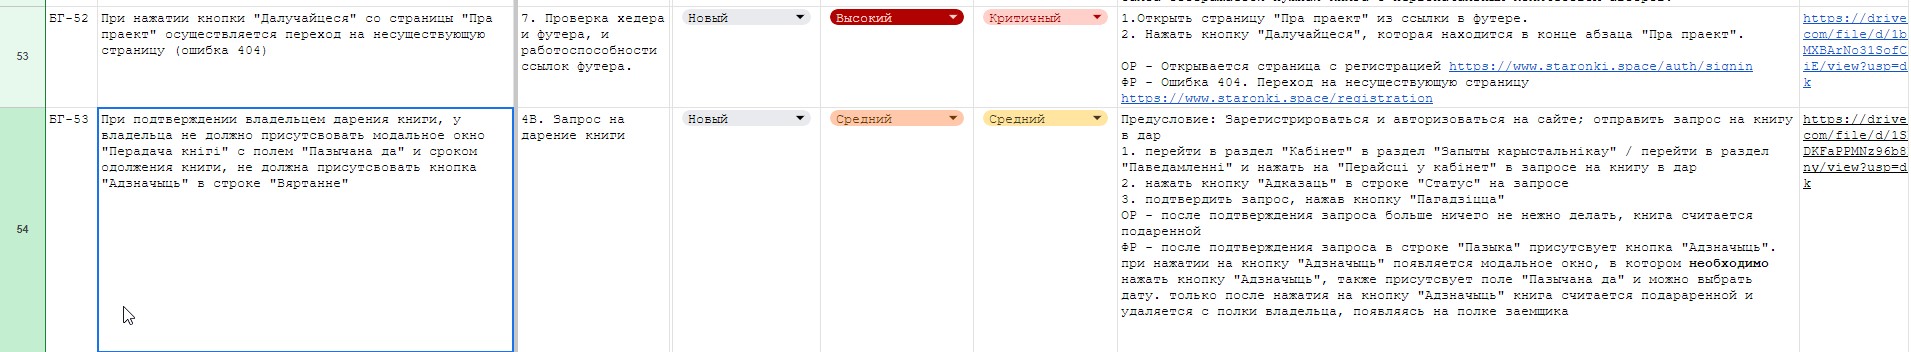 БГ-52
При нажатии кнопки "Далучайцеся" со страницы "Пра
праект" осуществляется переход на несуществующую
страницу (ошибка 404)
7. Проверка хедера
и футера, и
работоспособности
ссылок футера.
Новый
Высокий
Критичный
1.Открыть страницу "Пра праект" из ссылки в футере.
2. Нажать кнопку "Далучайцеся", которая находится в конце абзаца "Пра праект".
ОР - Открывается страница с регистрацией https://www.staronki.space/auth/signin
ФР - Ошибка 404. Переход на несуществующую страницу
https://www.staronki.space/registration
https://drive
com/file/d/1b
MXBArNo31SofC
iE/view?usp=d
k
53
БГ-53
При подтверждении владельцем дарения книги, у
владельца не должно присутсвовать модальное окно
"Перадача кнігі" с полем "Пазычана да" и сроком
одолжения книги, не должна присутсвовать кнопка
"Адзначыць" в строке "Вяртанне"
4B. Запрос на
дарение книги
Новый
Средний
Средний
Предусловие: Зарегистрироваться и авторизоваться на сайте; отправить запрос на книгу
в дар
1. перейти в раздел "Кабінет" в раздел "Запыты карыстальнікау" / перейти в раздел
"Паведамленні" и нажать на "Перайсці у кабінет" в запросе на книгу в дар
2. нажать кнопку "Адказаць" в строке "Статус" на запросе
3. подтвердить запрос, нажав кнопку "Пагадзіцца"
ОР - после подтверждения запроса больше ничего не нежно делать, книга считается
подаренной
ФР - после подтверждения запроса в строке "Пазыка" присутсвует кнопка "Адзначыць".
при нажатии на кнопку "Адзначыць" появляется модальное окно, в котором необходимо
нажать кнопку "Адзначыць", также присутсвует поле "Пазычана да" и можно выбрать
дату. только после нажатия на кнопку "Адзначыць" книга считается подараренной и
удаляется с полки владельца, появляясь на полке заемщика
https://drive
com/file/d/1S
DKFaPPMNz96b8
ny/view?usp=d
k
54